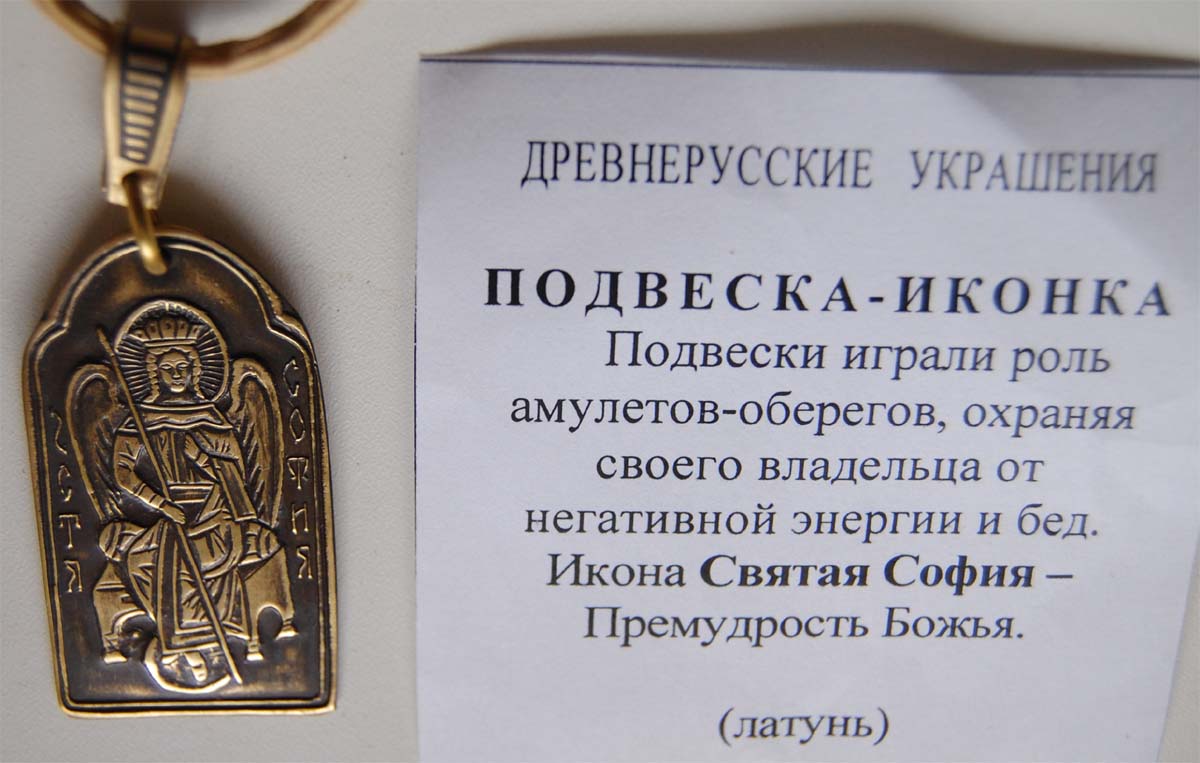 СТЯ
СОФИЯ
ДРЕВНЕРУССКИЕ УКРАШЕНИЯ
ПОДВЕСКА-ИКОНКА
Подвески играли роль
амулетов-оберегов, охраняя
своего владельца от
негативной энергии и бед.
Икона Святая София –
Премудрость Божья.
(латунь)